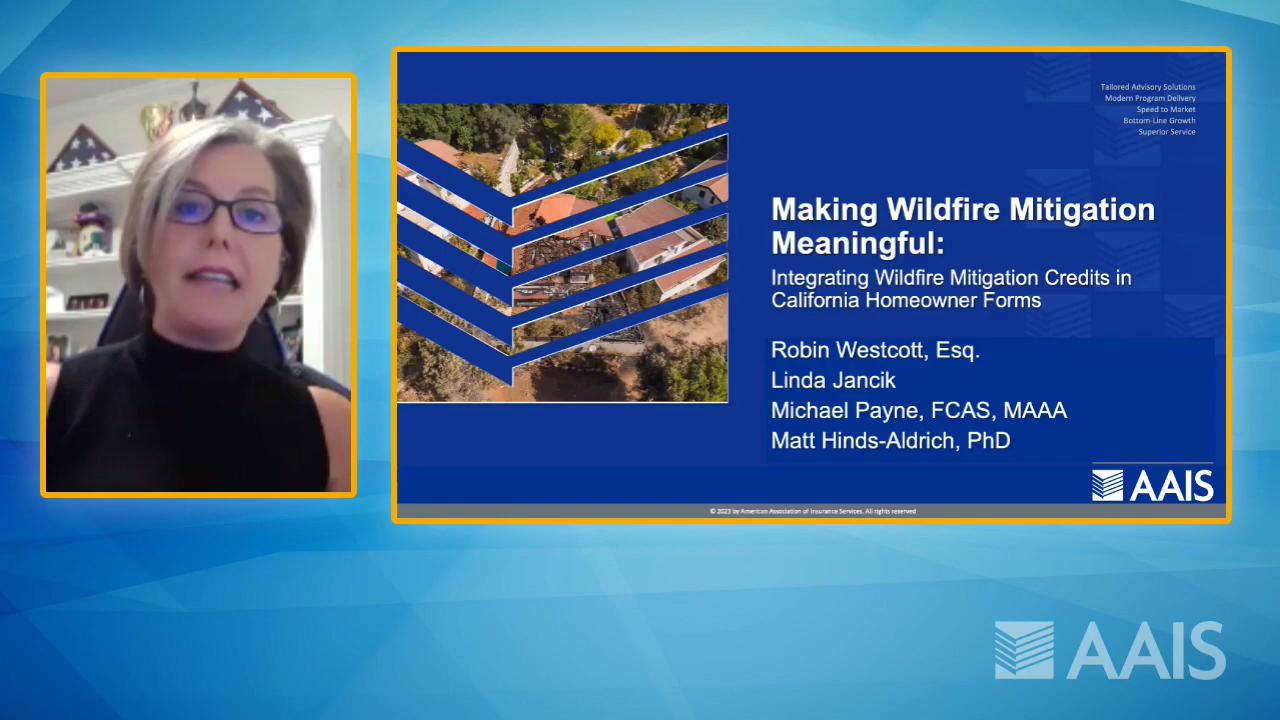 Tailored Advisory Solutions
Modern Program Delivery
Speed to Market
Bottom-Line Growth
Superior Service
Making Wildfire Mitigation
Meaningful:
Integrating Wildfire Mitigation Credits in
California Homeowner Forms
Robin Westcott, Esq.
Linda Jancik
Michael Payne, FCAS, MAAA
Matt Hinds-Aldrich, PhD
AAIS
© 2023 by American Association of Insurance Services. All rights reserved
AAIS